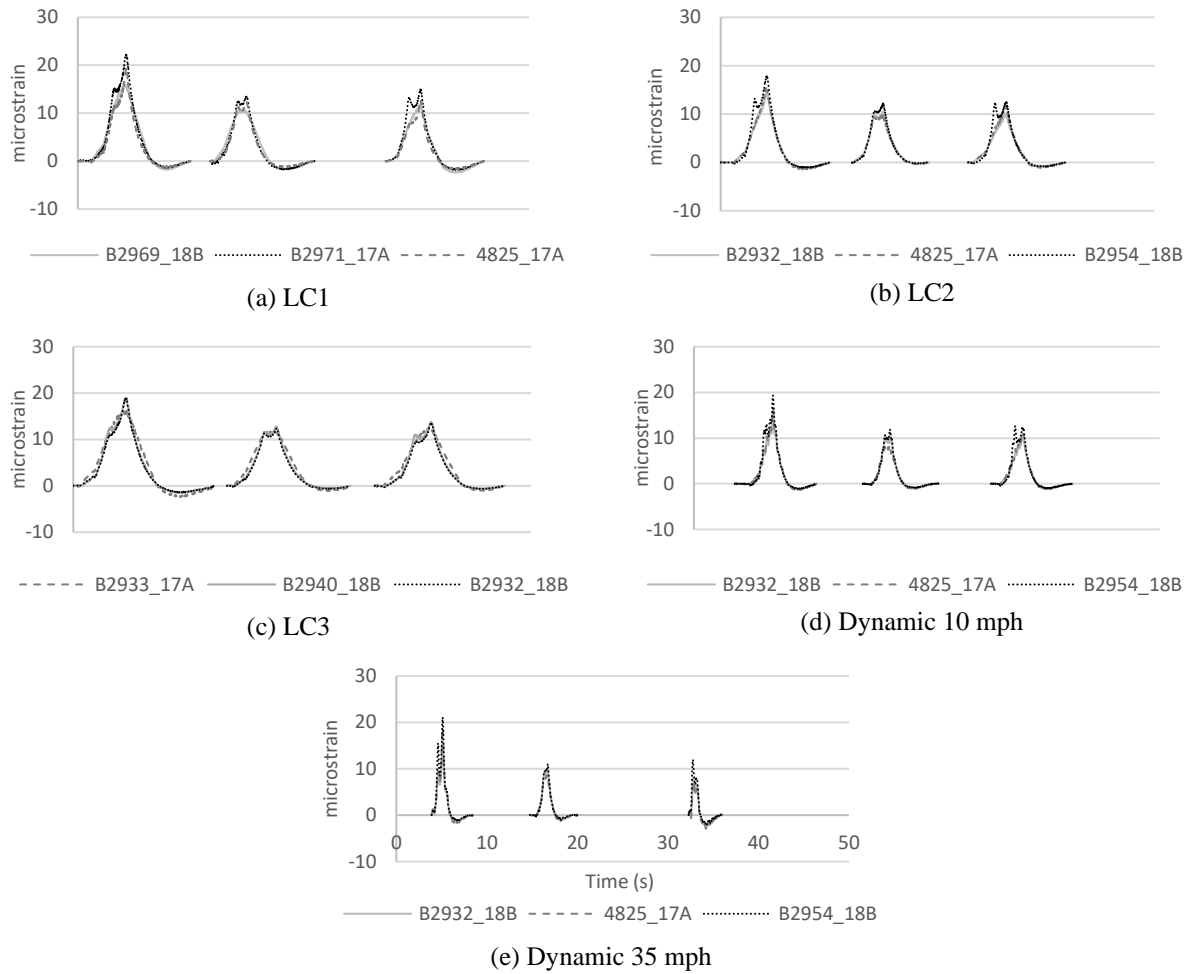 30
20
10
0
-10
microstrain
B2969_18B B2971_17A 4825_17A
(a) LC1
30
20
10
0
-10
microstrain
B2932_18B 4825_17A B2954_18B
(b) LC2
30
20
10
0
-10
microstrain
B2933_17A B2940_18B B2932_18B
(c) LC3
30
20
10
0
-10
microstrain
B2932_18B 4825_17A B2954_18B
(d) Dynamic 10 mph
30
20
10
0
-10
microstrain
0 10 20 30 40 50
Time (s)
B2932_18B 4825_17A B2954_18B
(e) Dynamic 35 mph